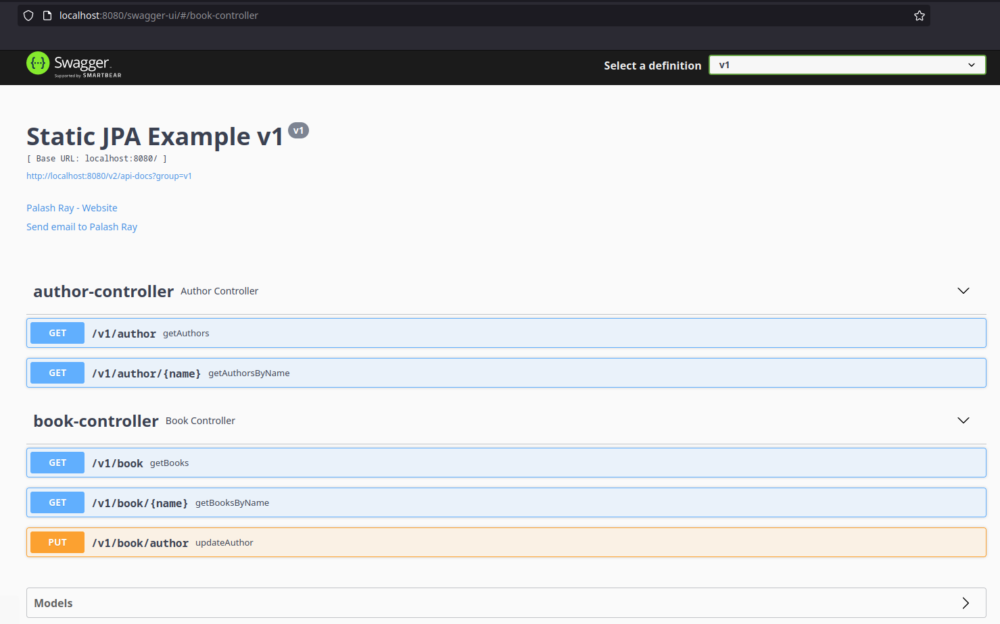 localhost:8080/swagger-ui/#/book-controller
{···} Swagger.
Supported by SMARTBEAR
Select a definition v1
Static JPA Example v1 v1
[ Base URL: localhost:8080/ ]
http://localhost:8080/v2/api-docs?group=v1
Palash Ray - Website
Send email to Palash Ray
author-controller Author Controller
GET /v1/author getAuthors
GET /v1/author/{name} getAuthorsByName
book-controller Book Controller
GET /v1/book getBooks
GET /v1/book/{name} getBooksByName
PUT /v1/book/author updateAuthor
Models